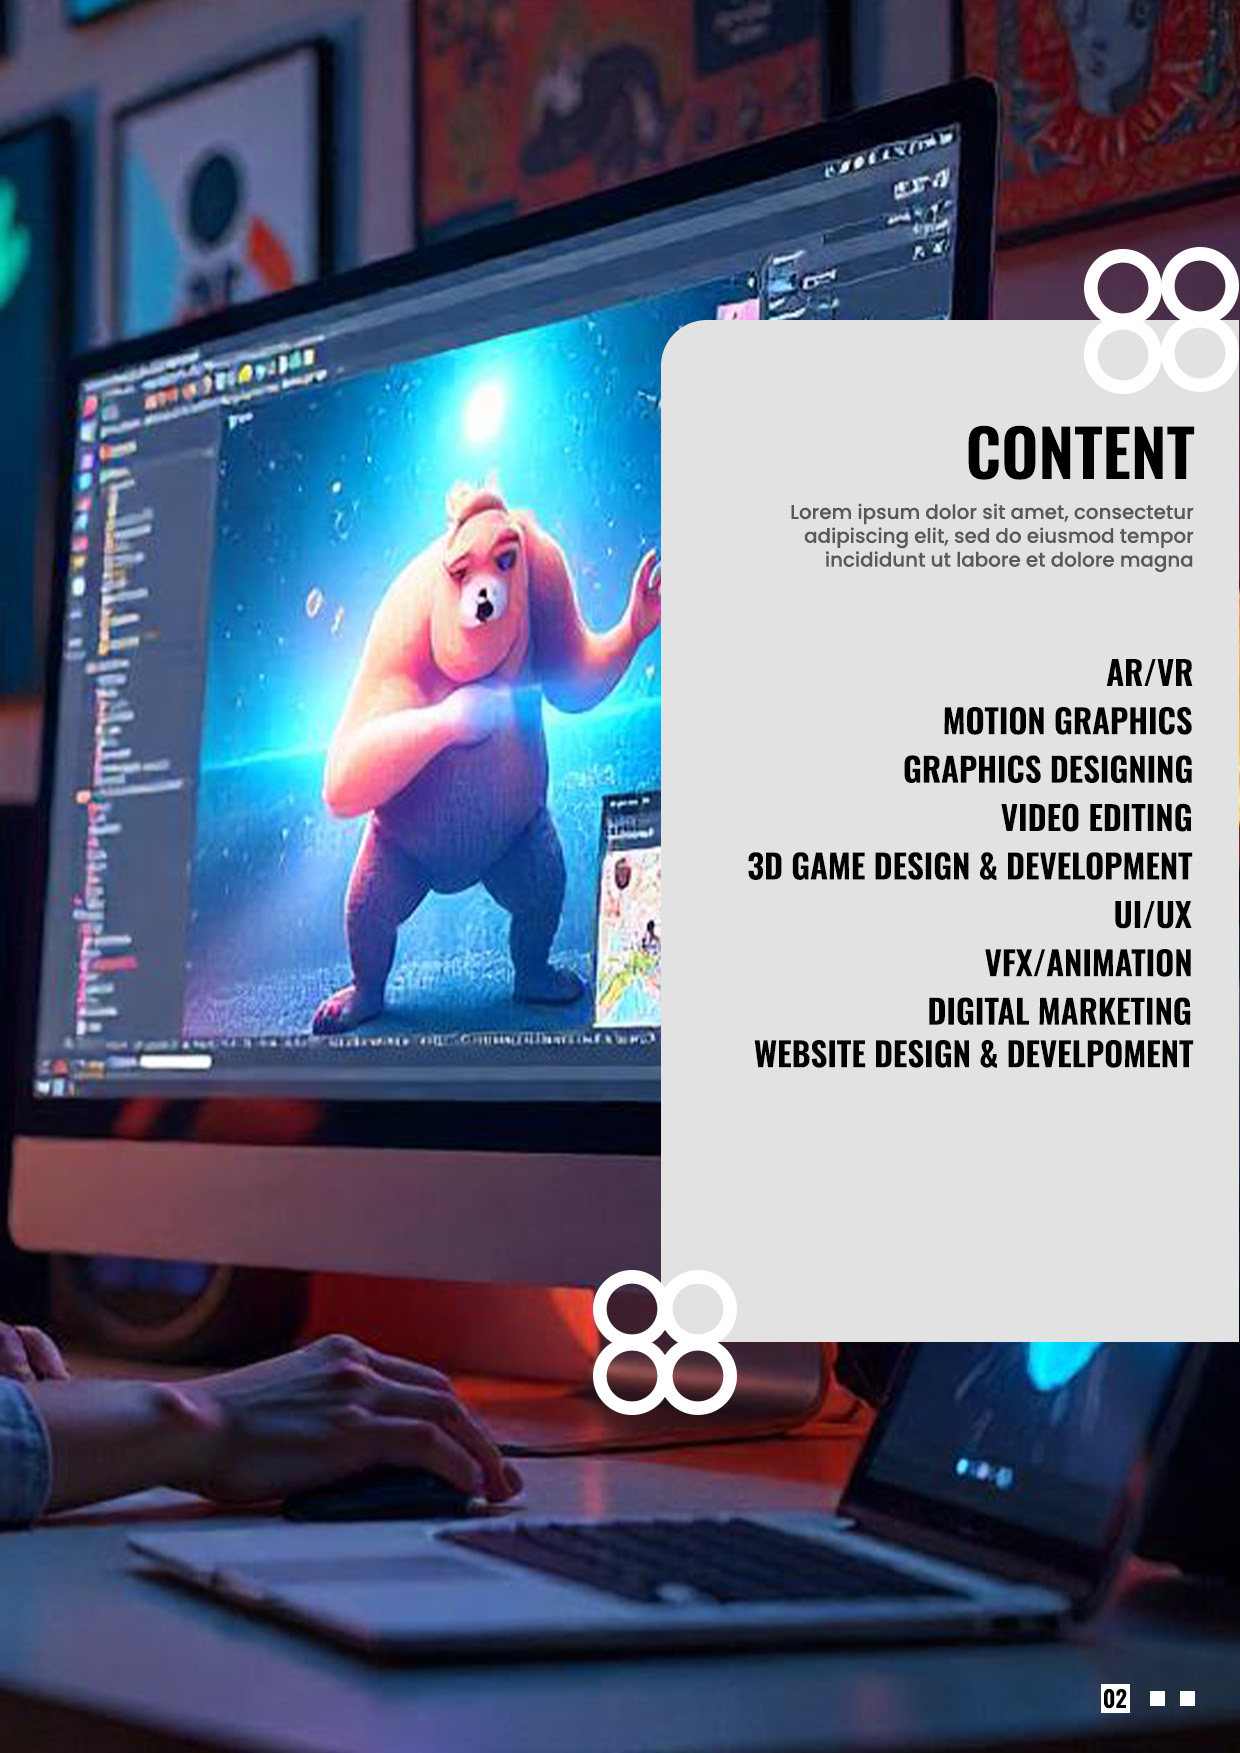 CONTENT
Lorem ipsum dolor sit amet, consectetur
adipiscing elit, sed do eiusmod tempor
incididunt ut labore et dolore magna
AR/VR
MOTION GRAPHICS
GRAPHICS DESIGNING
VIDEO EDITING
3D GAME DESIGN & DEVELOPMENT
UI/UX
VFX/ANIMATION
DIGITAL MARKETING
WEBSITE DESIGN & DEVELPOMENT
02